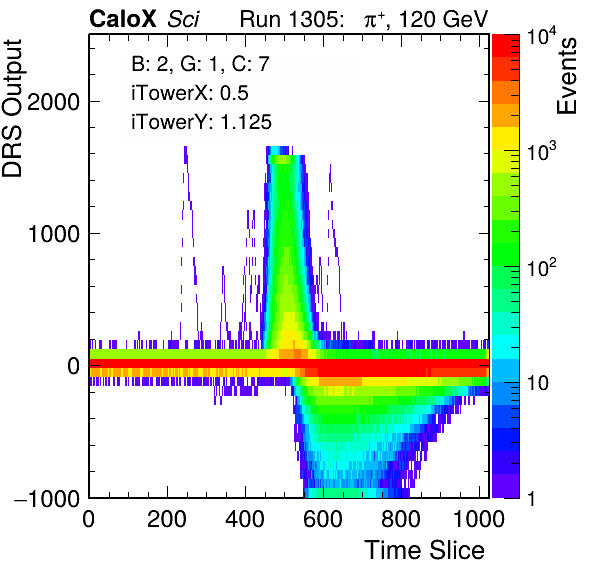 CaloX Sci Run 1305: π⁺, 120 GeV
B: 2, G: 1, C: 7
iTowerX: 0.5
iTowerY: 1.125
DRS Output
2000
1000
0
−1000
0 200 400 600 800 1000
Time Slice
Events
10⁴
10³
10²
10
1